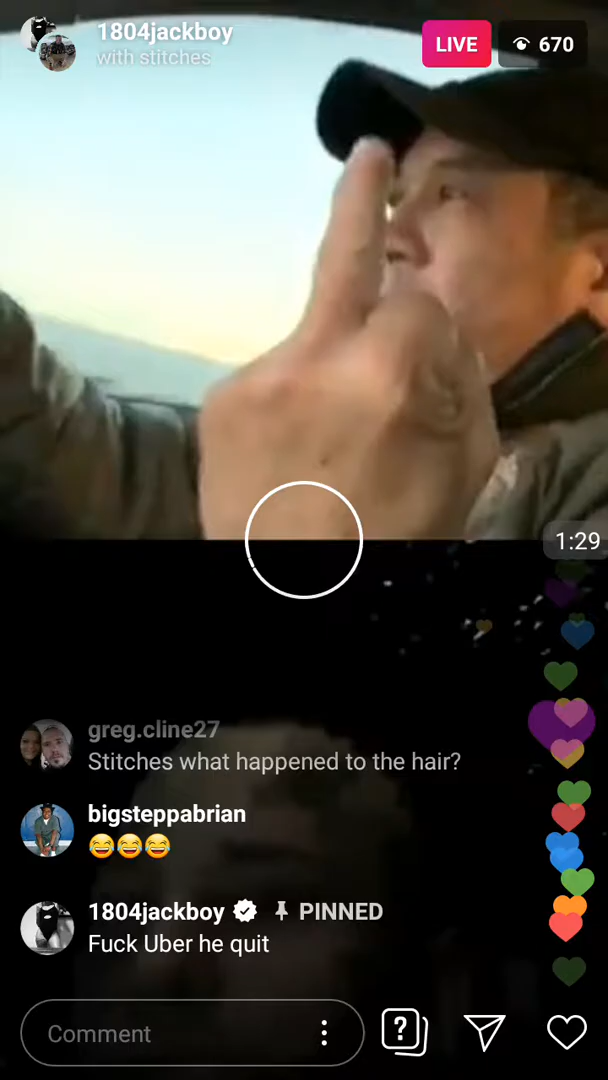 1804jackboy
with stitches
LIVE
670
1:29
greg.cline27
Stitches what happened to the hair?
bigsteppabrian
😂😂😂
1804jackboy PINNED
Fuck Uber he quit
Comment